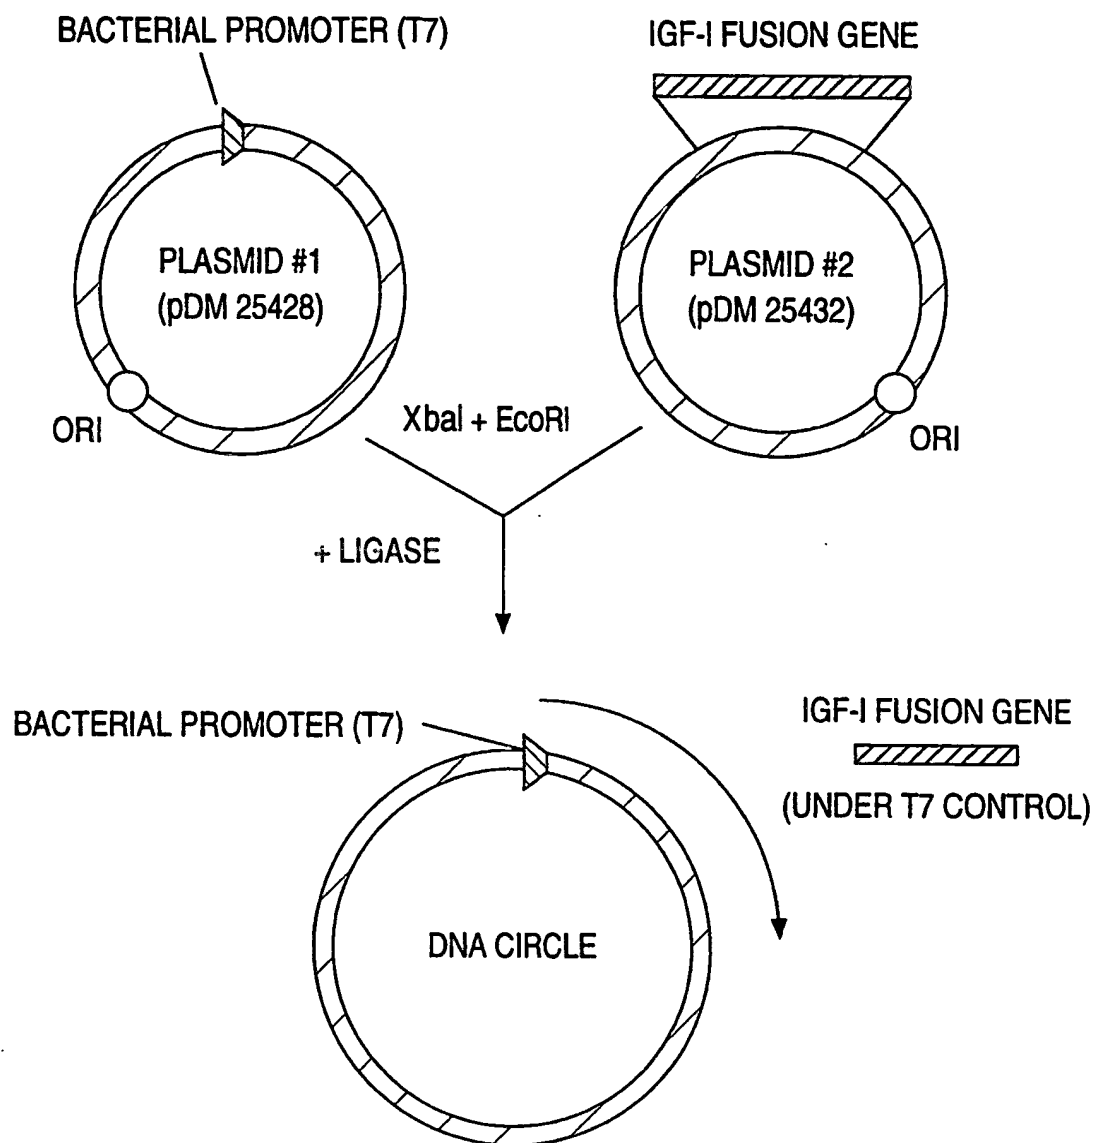 BACTERIAL PROMOTER (T7)
IGF-I FUSION GENE
PLASMID #1
(pDM 25428)
PLASMID #2
(pDM 25432)
ORI
XbaI + EcoRI
ORI
+ LIGASE
BACTERIAL PROMOTER (T7)
IGF-I FUSION GENE
(UNDER T7 CONTROL)
DNA CIRCLE